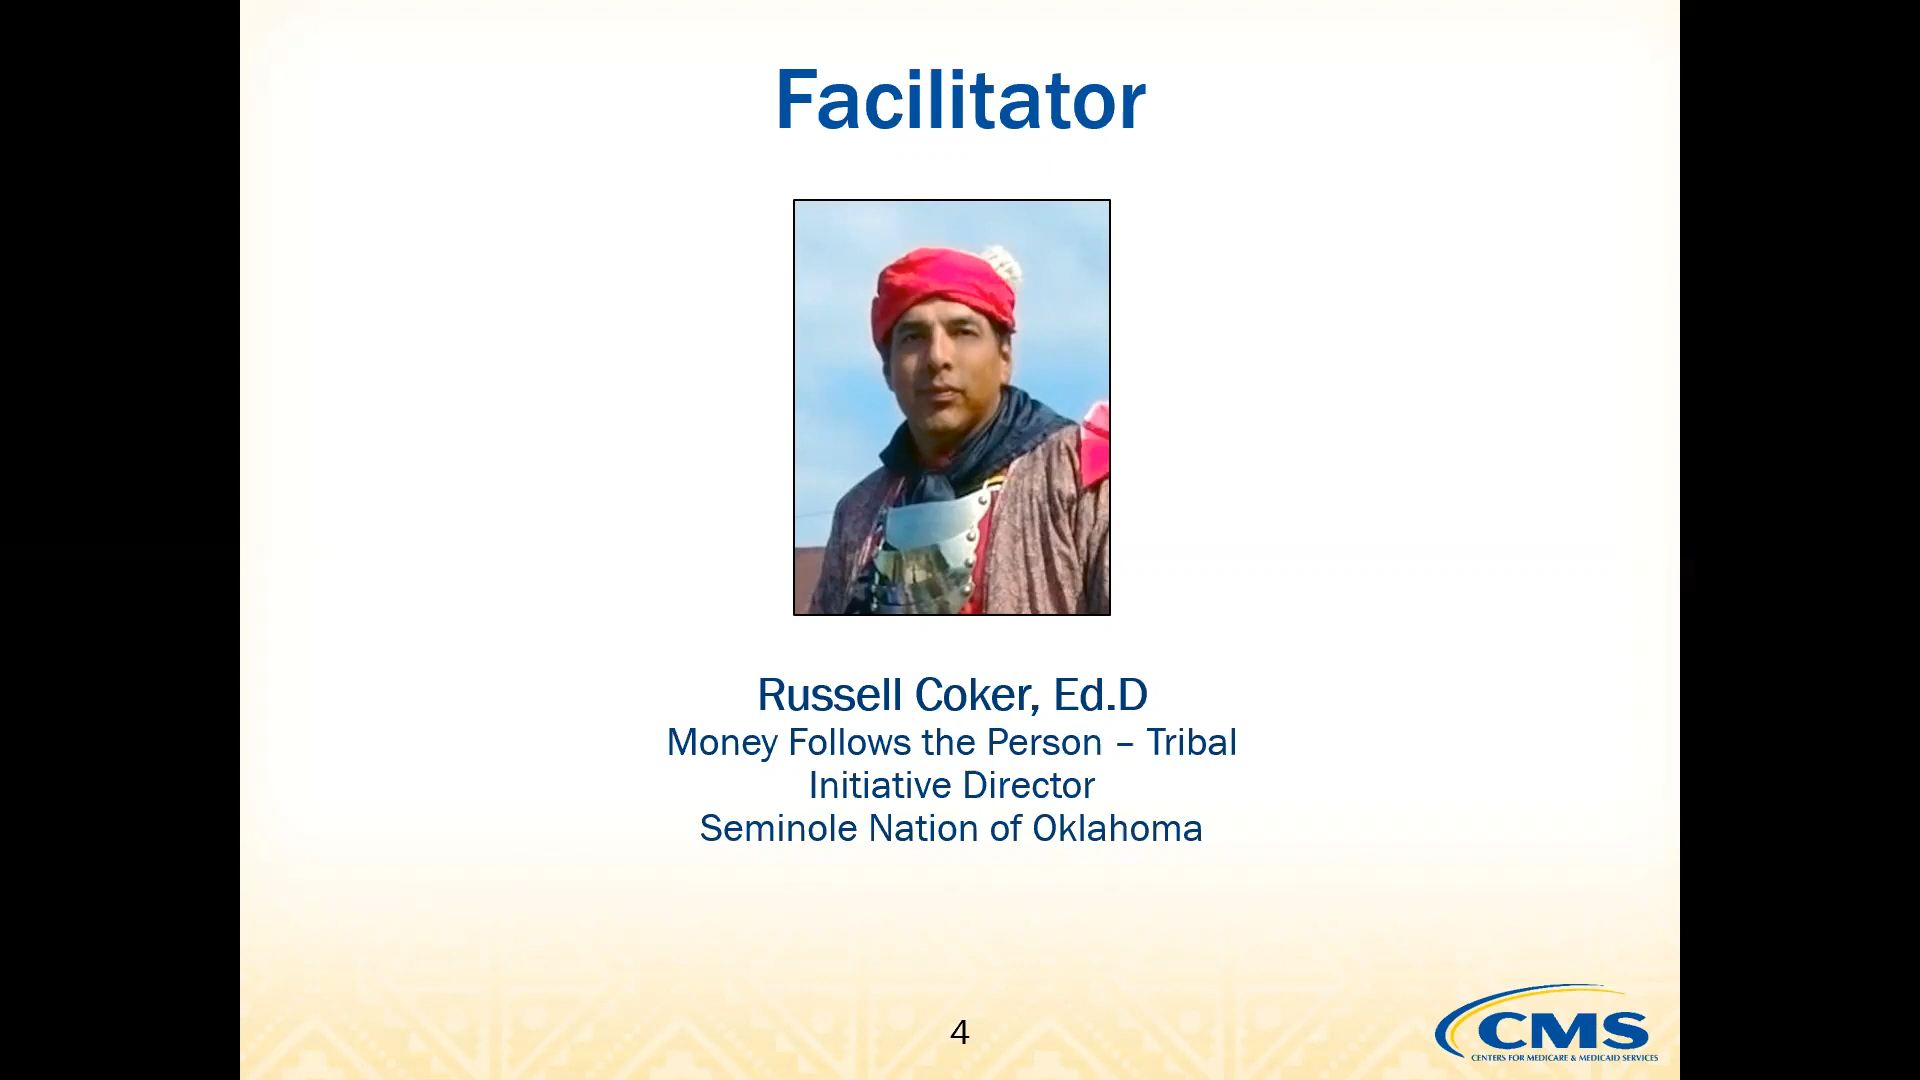 Facilitator
Russell Coker, Ed.D
Money Follows the Person – Tribal
Initiative Director
Seminole Nation of Oklahoma
4
CMS
CENTERS FOR MEDICARE & MEDICAID SERVICES